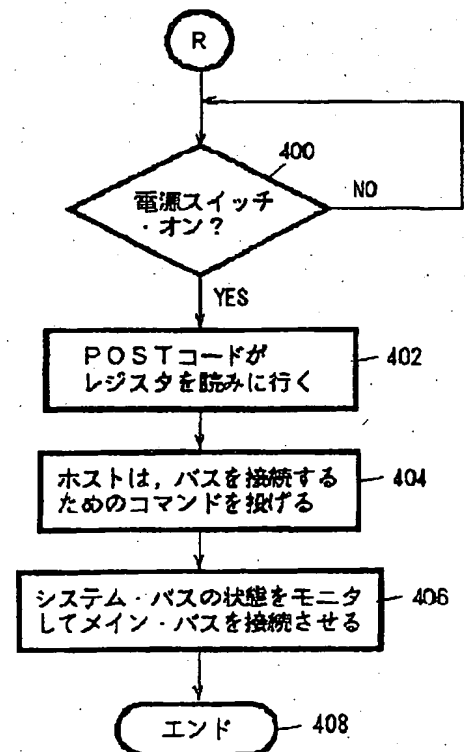 R
400
電源スイッチ
・オン？
NO
YES
POSTコードが
レジスタを読みに行く
402
ホストは，バスを接続する
ためのコマンドを投げる
404
システム・バスの状態をモニタ
してメイン・バスを接続させる
406
エンド
408